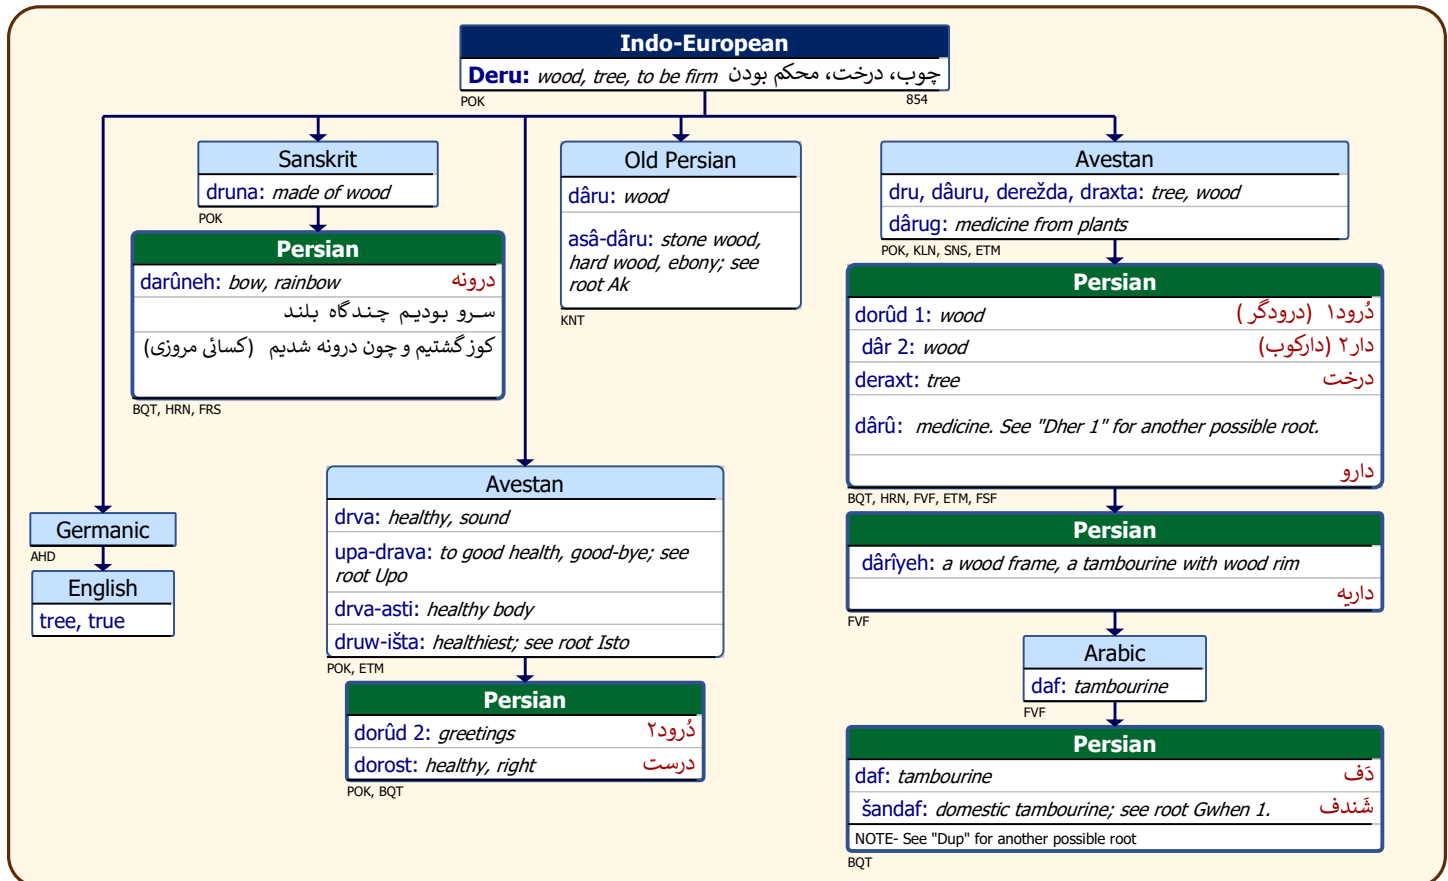 Indo-European
Deru: wood, tree, to be firm چوب، درخت، محکم بودن
POK 854
Sanskrit
druna: made of wood
POK
Persian
darûneh: bow, rainbow درونه
سرو بودیم چندگاه بلند
کوز گشتیم و چون درونه شدیم (کسائی مروزی)
BQT, HRN, FRS
Old Persian
dâru: wood
asâ-dâru: stone wood,
hard wood, ebony; see
root Ak
KNT
Avestan
dru, dâuru, derežda, draxta: tree, wood
dârug: medicine from plants
POK, KLN, SNS, ETM
Persian
dorûd 1: wood دُرود۱ (درودگر )
dâr 2: wood دار۲ (دارکوب)
deraxt: tree درخت
dârû: medicine. See "Dher 1" for another possible root.
دارو
BQT, HRN, FVF, ETM, FSF
Persian
dârîyeh: a wood frame, a tambourine with wood rim
داریه
FVF
Arabic
daf: tambourine
FVF
Persian
daf: tambourine دَف
šandaf: domestic tambourine; see root Gwhen 1. شَندف
NOTE- See "Dup" for another possible root
BQT
Avestan
drva: healthy, sound
upa-drava: to good health, good-bye; see
root Upo
drva-asti: healthy body
druw-išta: healthiest; see root Isto
POK, ETM
Persian
dorûd 2: greetings دُرود۲
dorost: healthy, right درست
POK, BQT
Germanic
AHD
English
tree, true